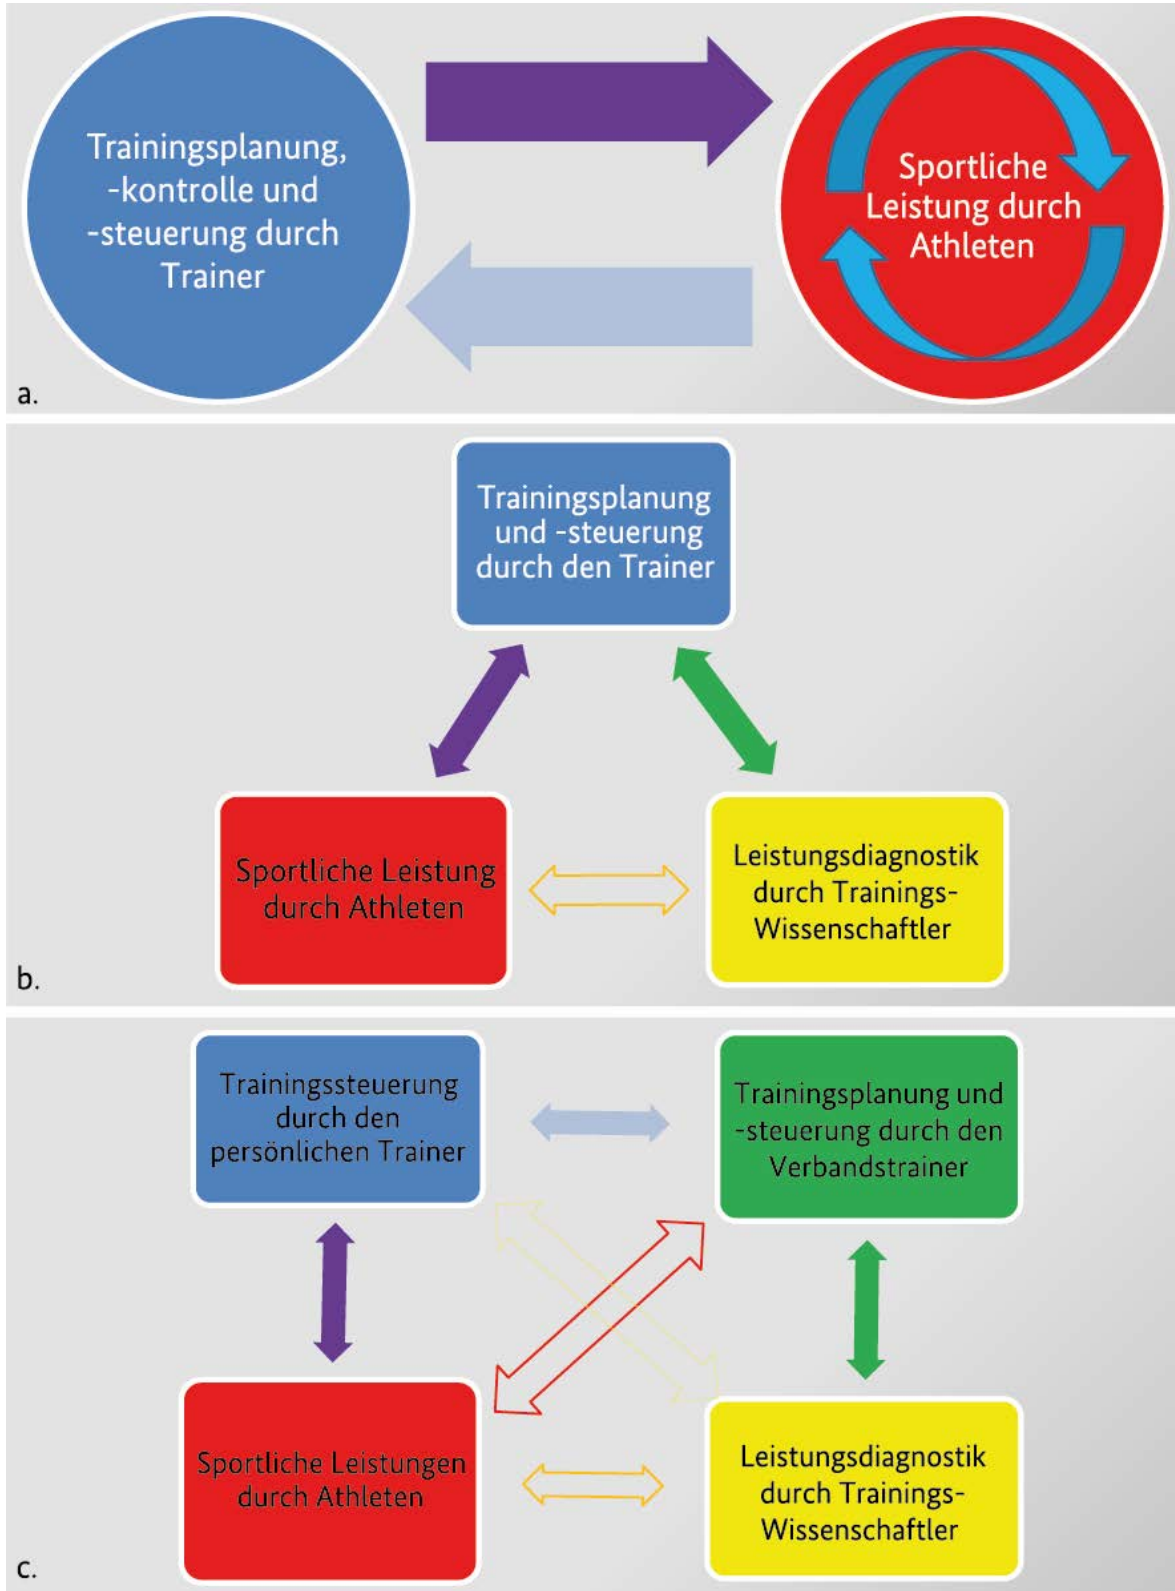 Trainingsplanung,
-kontrolle und
-steuerung durch
Trainer
Sportliche
Leistung durch
Athleten
a.
Trainingsplanung
und -steuerung
durch den Trainer
Sportliche Leistung
durch Athleten
Leistungsdiagnostik
durch Trainings-
Wissenschaftler
b.
Trainingssteuerung
durch den
persönlichen Trainer
Trainingsplanung und
-steuerung durch den
Verbandstrainer
Sportliche Leistungen
durch Athleten
Leistungsdiagnostik
durch Trainings-
Wissenschaftler
c.